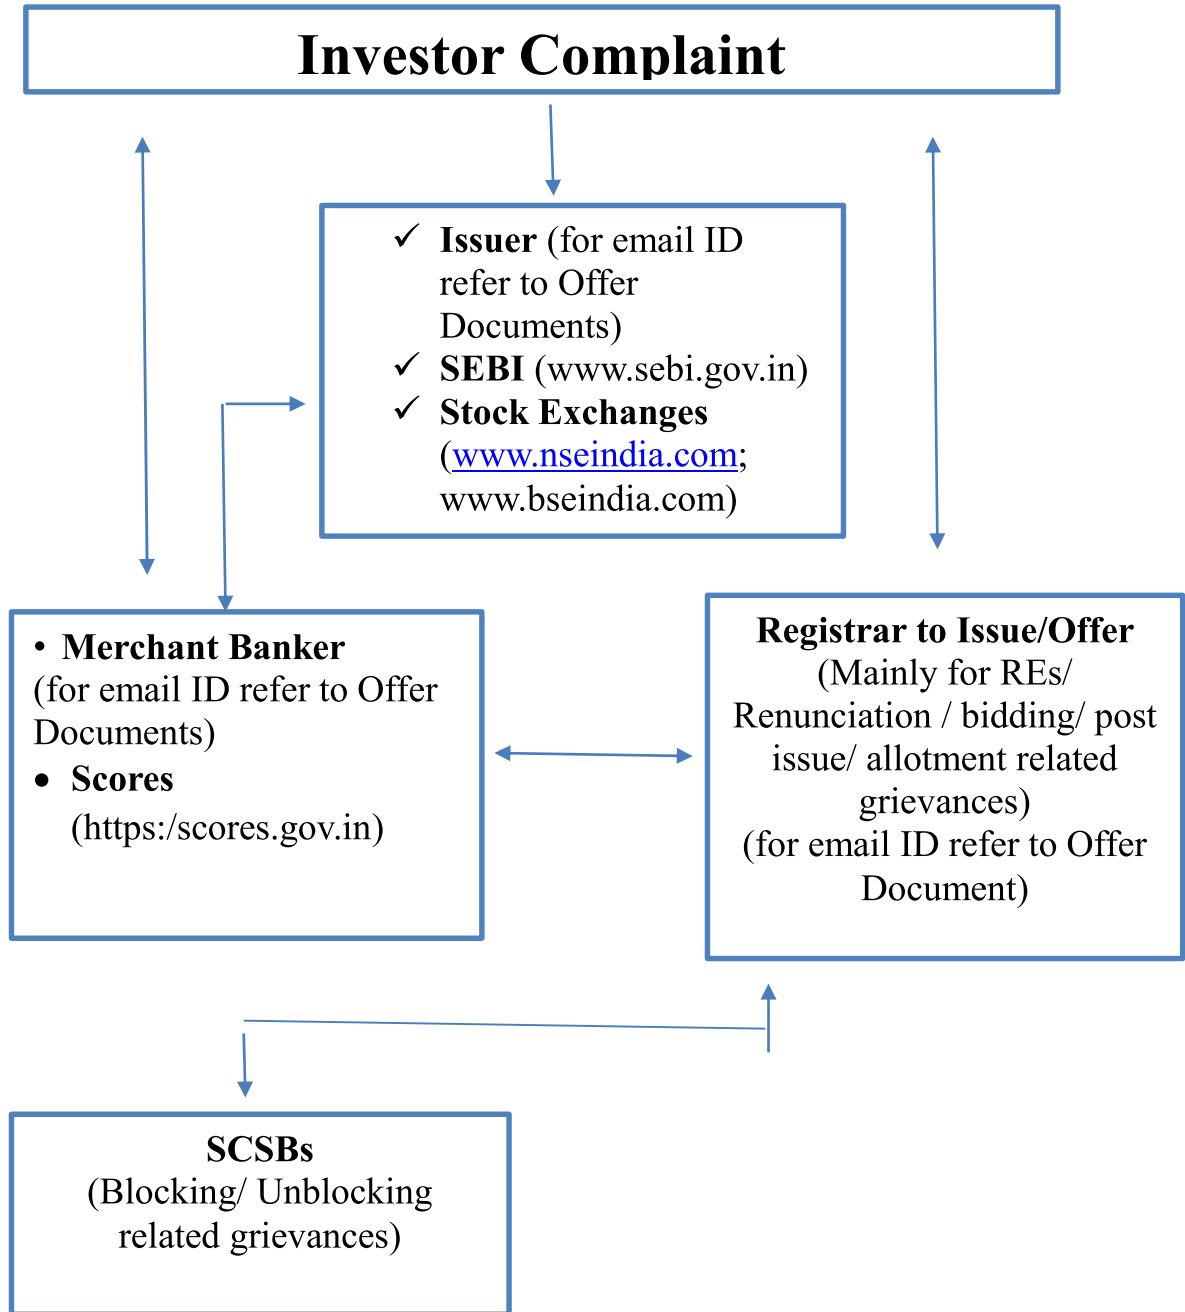 Investor Complaint
✓ Issuer (for email ID
refer to Offer
Documents)
✓ SEBI (www.sebi.gov.in)
✓ Stock Exchanges
(www.nseindia.com;
www.bseindia.com)
• Merchant Banker
(for email ID refer to Offer
Documents)
• Scores
(https:/scores.gov.in)
Registrar to Issue/Offer
(Mainly for REs/
Renunciation / bidding/ post
issue/ allotment related
grievances)
(for email ID refer to Offer
Document)
SCSBs
(Blocking/ Unblocking
related grievances)